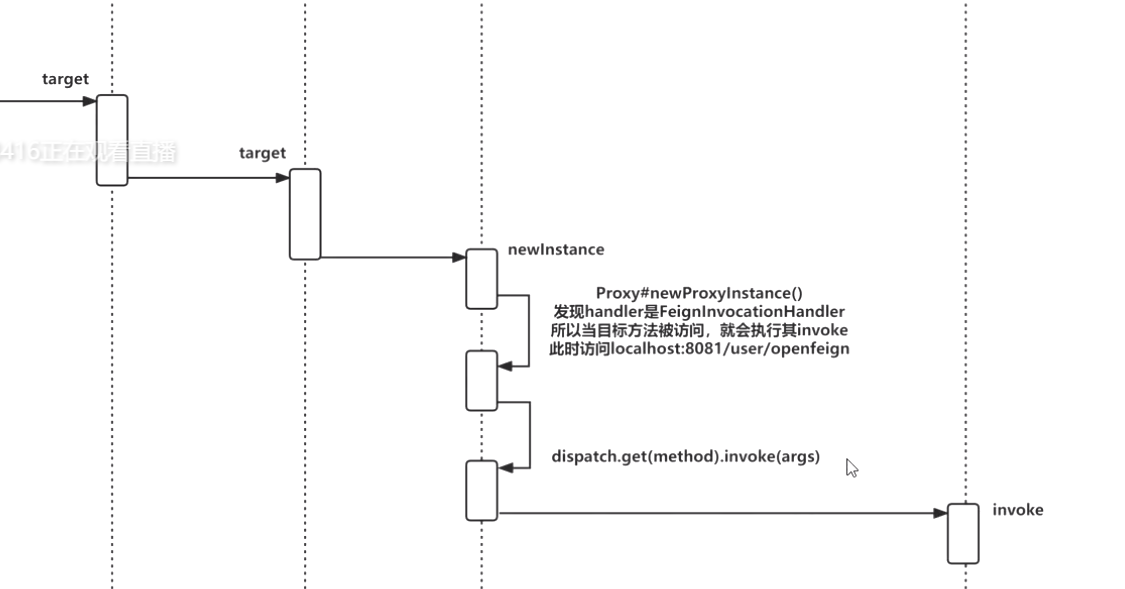 target
416正在观看直播
target
newInstance
Proxy#newProxyInstance()
发现handler是FeignInvocationHandler
所以当目标方法被访问，就会执行其invoke
此时访问localhost:8081/user/openfeign
dispatch.get(method).invoke(args)
invoke